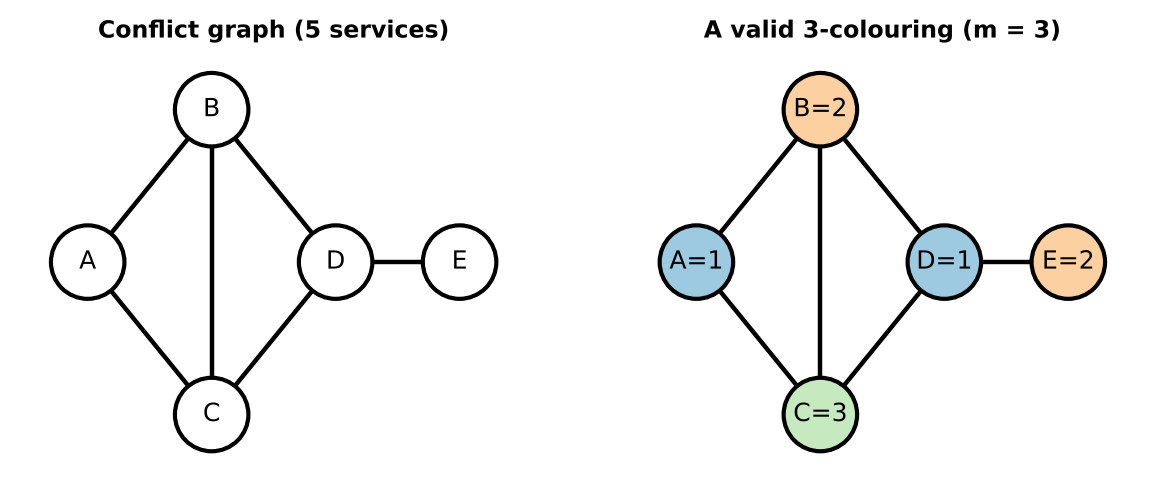 Conflict graph (5 services)
B
A
D
E
C
A valid 3-colouring (m = 3)
B=2
A=1
D=1
E=2
C=3